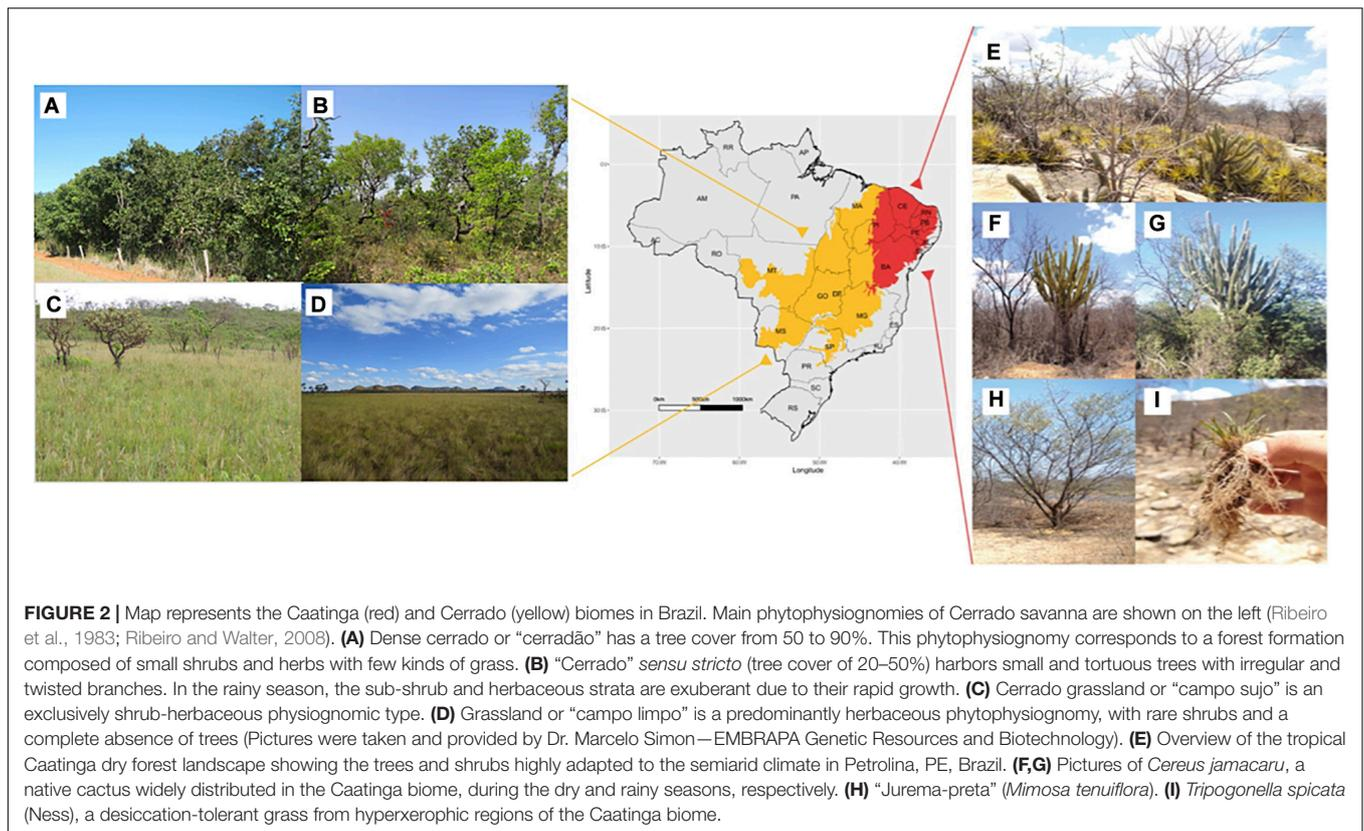 A
B
C
D
E
F
G
H
I
RR
AP
AM
PA
MA
CE
RN
PB
PE
PI
AC
RO
BA
MT
GO
DF
MG
ES
MS
SP
RJ
PR
SC
RS
Latitude
Longitude
0km
500km
1000km
FIGURE 2 | Map represents the Caatinga (red) and Cerrado (yellow) biomes in Brazil. Main phytophysiognomies of Cerrado savanna are shown on the left (Ribeiro
et al., 1983; Ribeiro and Walter, 2008). (A) Dense cerrado or “cerradão” has a tree cover from 50 to 90%. This phytophysiognomy corresponds to a forest formation
composed of small shrubs and herbs with few kinds of grass. (B) “Cerrado” sensu stricto (tree cover of 20–50%) harbors small and tortuous trees with irregular and
twisted branches. In the rainy season, the sub-shrub and herbaceous strata are exuberant due to their rapid growth. (C) Cerrado grassland or “campo sujo” is an
exclusively shrub-herbaceous physiognomic type. (D) Grassland or “campo limpo” is a predominantly herbaceous phytophysiognomy, with rare shrubs and a
complete absence of trees (Pictures were taken and provided by Dr. Marcelo Simon—EMBRAPA Genetic Resources and Biotechnology). (E) Overview of the tropical
Caatinga dry forest landscape showing the trees and shrubs highly adapted to the semiarid climate in Petrolina, PE, Brazil. (F,G) Pictures of Cereus jamacaru, a
native cactus widely distributed in the Caatinga biome, during the dry and rainy seasons, respectively. (H) “Jurema-preta” (Mimosa tenuiflora). (I) Tripogonella spicata
(Ness), a desiccation-tolerant grass from hyperxerophic regions of the Caatinga biome.